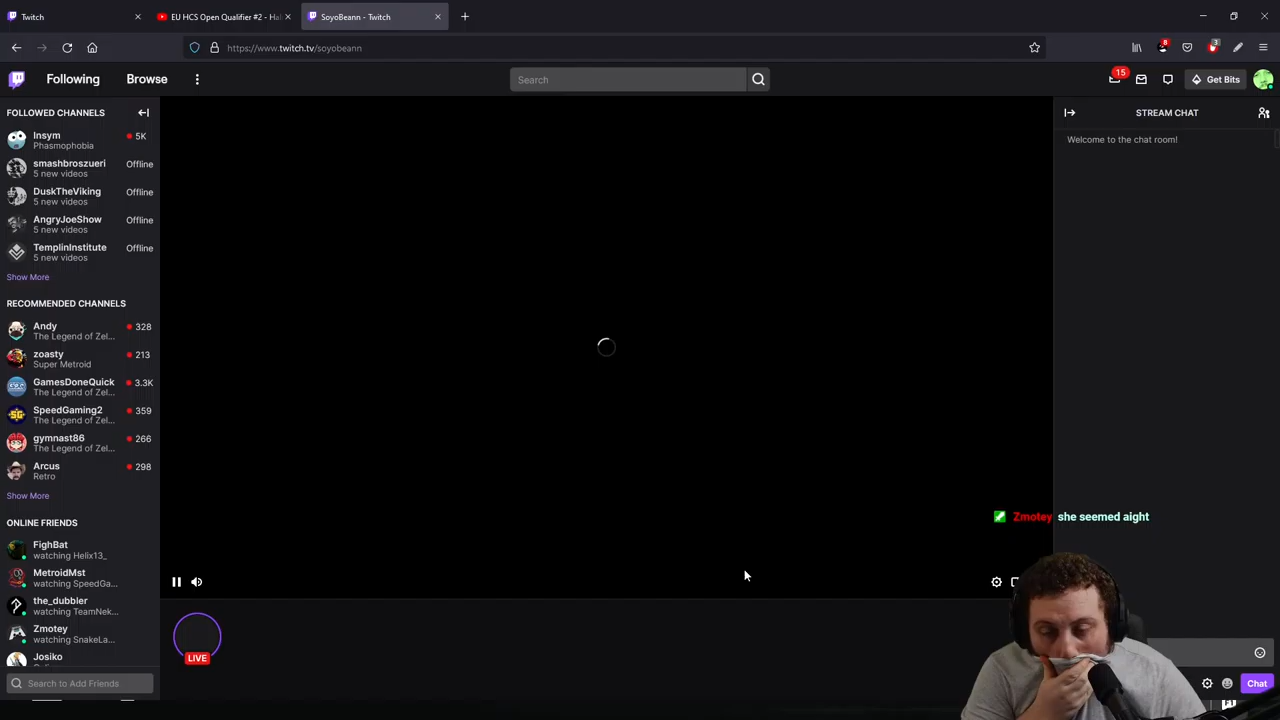 Twitch
EU HCS Open Qualifier #2 - Hal
SoyoBeann - Twitch
https://www.twitch.tv/soyobeann
8
3
Following
Browse
Search
15
Get Bits
FOLLOWED CHANNELS
Insym
5K
Phasmophobia
smashbroszueri
Offline
5 new videos
DuskTheViking
Offline
5 new videos
AngryJoeShow
Offline
5 new videos
TemplinInstitute
Offline
5 new videos
Show More
RECOMMENDED CHANNELS
Andy
328
The Legend of Zel...
zoasty
213
Super Metroid
GamesDoneQuick
3.3K
The Legend of Zel...
SpeedGaming2
359
The Legend of Zel...
gymnast86
266
The Legend of Zel...
Arcus
298
Retro
Show More
ONLINE FRIENDS
FighBat
watching Helix13_
MetroidMst
watching SpeedGa...
the_dubbler
watching TeamNek...
Zmotey
watching SnakeLa...
Josiko
Search to Add Friends
LIVE
STREAM CHAT
Welcome to the chat room!
Zmotey she seemed aight
Chat